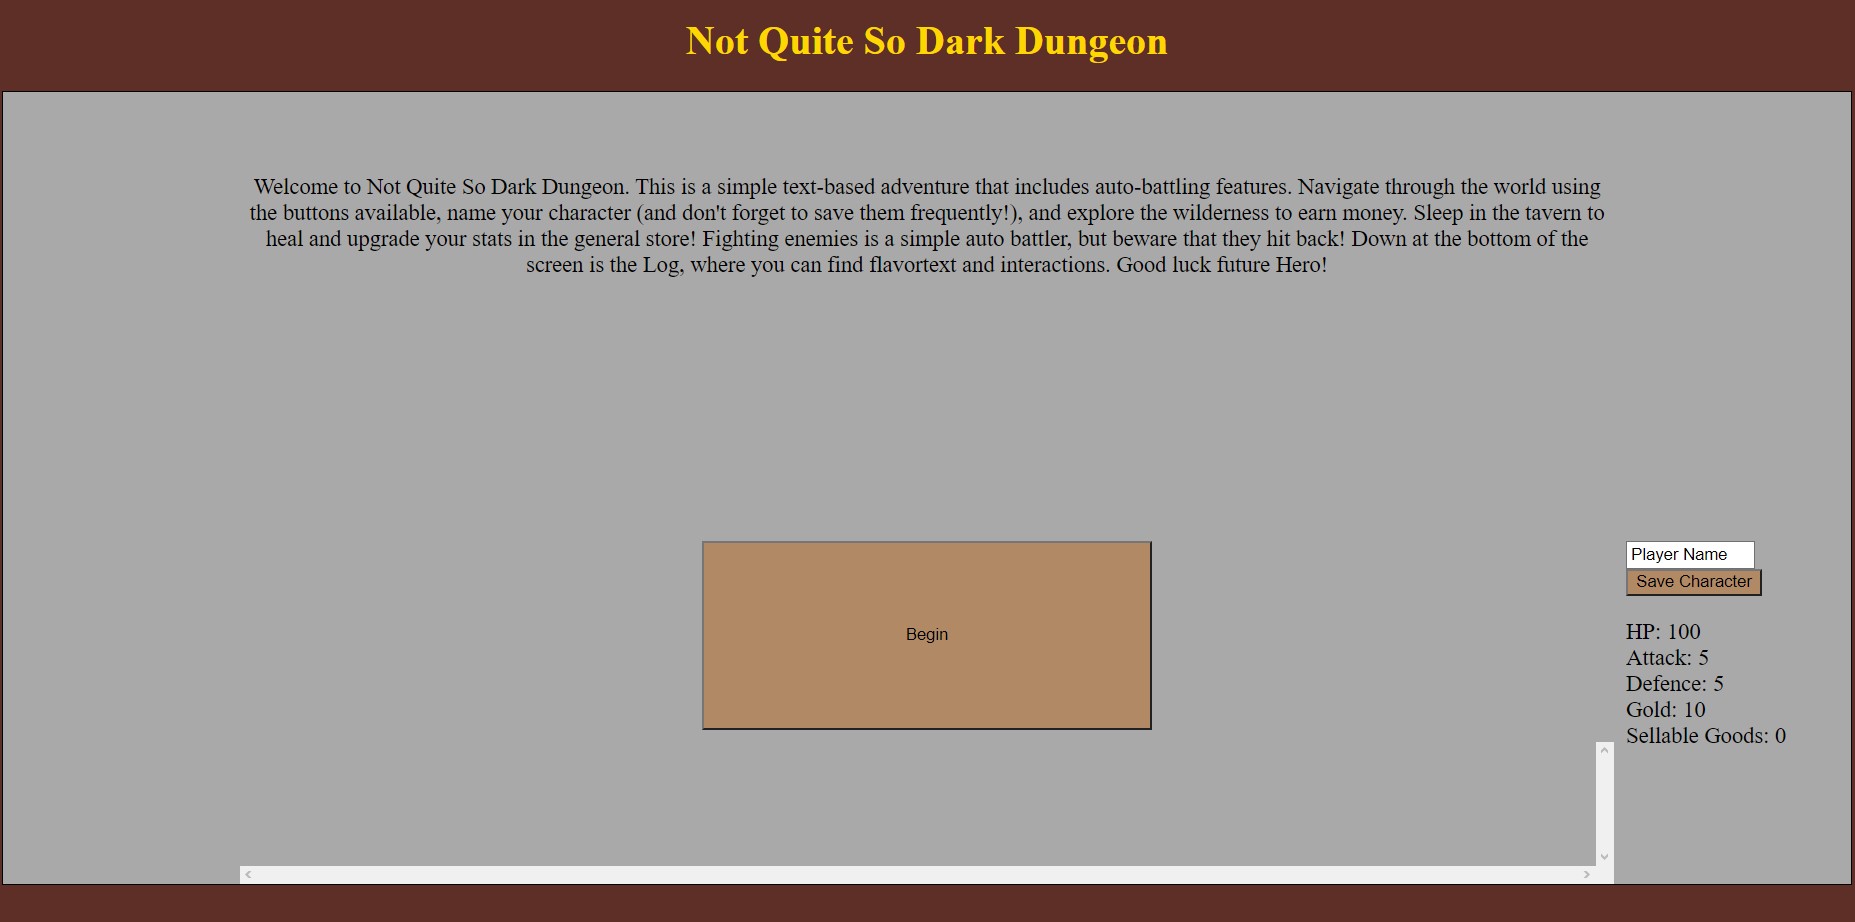 Not Quite So Dark Dungeon
Welcome to Not Quite So Dark Dungeon. This is a simple text-based adventure that includes auto-battling features. Navigate through the world using
the buttons available, name your character (and don't forget to save them frequently!), and explore the wilderness to earn money. Sleep in the tavern to
heal and upgrade your stats in the general store! Fighting enemies is a simple auto battler, but beware that they hit back! Down at the bottom of the
screen is the Log, where you can find flavortext and interactions. Good luck future Hero!
Begin
Player Name
Save Character
HP: 100
Attack: 5
Defence: 5
Gold: 10
Sellable Goods: 0